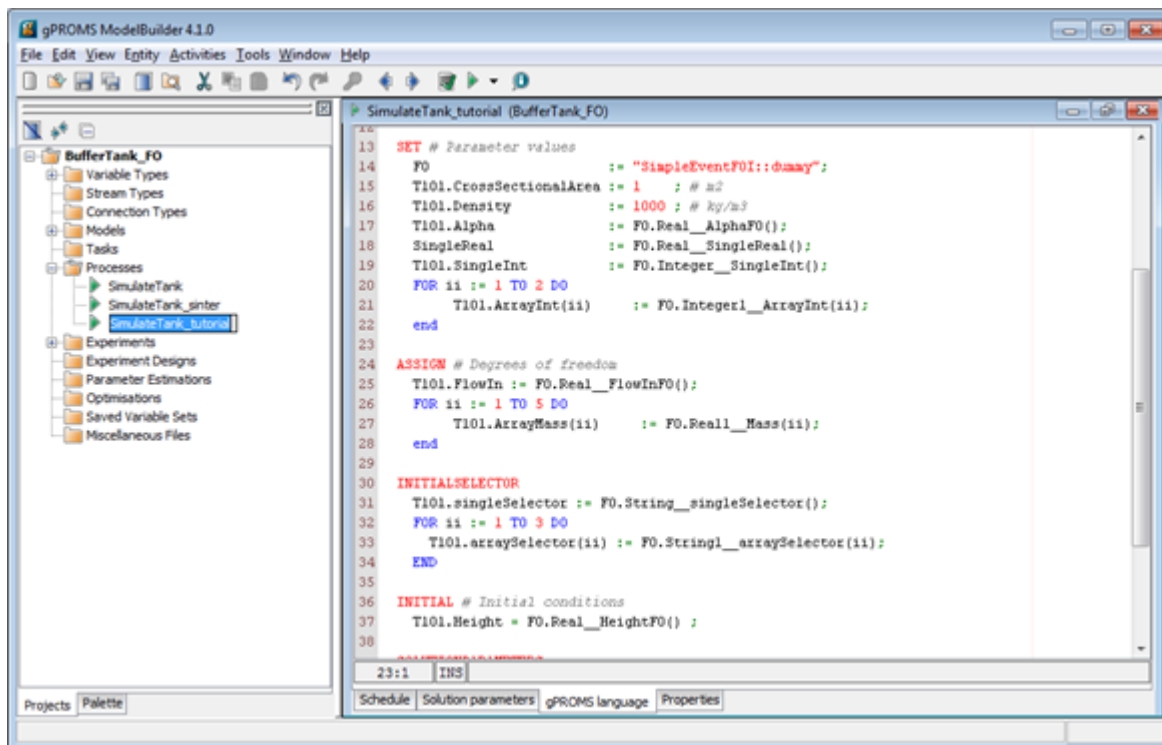 gPROMS ModelBuilder 4.1.0
File Edit View Entity Activities Tools Window Help
BufferTank_FO
Variable Types
Stream Types
Connection Types
Models
Tasks
Processes
SimulateTank
SimulateTank_sinter
SimulateTank_tutorial
Experiments
Experiment Designs
Parameter Estimations
Optimisations
Saved Variable Sets
Miscellaneous Files
Projects Palette
SimulateTank_tutorial (BufferTank_FO)
12
13 SET # Parameter values
14 FO := "SimpleEventFOI::dummy";
15 T101.CrossSectionalArea := 1 ; # m2
16 T101.Density := 1000 ; # kg/m3
17 T101.Alpha := FO.Real__AlphaFO();
18 SingleReal := FO.Real__SingleReal();
19 T101.SingleInt := FO.Integer__SingleInt();
20 FOR ii := 1 TO 2 DO
21 T101.ArrayInt(ii) := FO.Integer1__ArrayInt(ii);
22 end
23
24 ASSIGN # Degrees of freedom
25 T101.FlowIn := FO.Real__FlowInFO();
26 FOR ii := 1 TO 5 DO
27 T101.ArrayMass(ii) := FO.Real1__Mass(ii);
28 end
29
30 INITIALSELECTOR
31 T101.singleSelector := FO.String__singleSelector();
32 FOR ii := 1 TO 3 DO
33 T101.arraySelector(ii) := FO.String1__arraySelector(ii);
34 END
35
36 INITIAL # Initial conditions
37 T101.Height = FO.Real__HeightFO() ;
38
23:1 INS
Schedule Solution parameters gPROMS language Properties